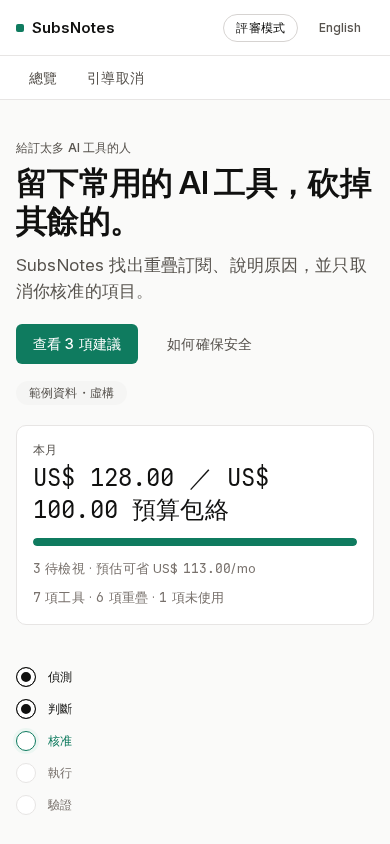 SubsNotes
評審模式
English
總覽
引導取消
給訂太多 AI 工具的人
留下常用的 AI 工具，砍掉
其餘的。
SubsNotes 找出重疊訂閱、說明原因，並只取
消你核准的項目。
查看 3 項建議
如何確保安全
範例資料・虛構
本月
US$ 128.00 ／ US$
100.00 預算包絡
3 待檢視 · 預估可省 US$ 113.00/mo
7 項工具 · 6 項重疊 · 1 項未使用
偵測
判斷
核准
執行
驗證